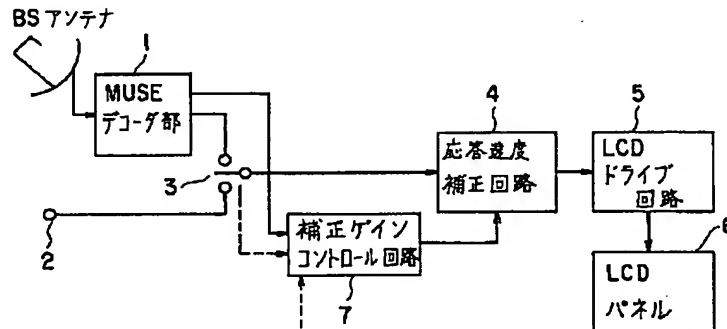 BSアンテナ
1
MUSE
デコーダ部
3
2
4
応答速度
補正回路
5
LCD
ドライブ
回路
補正ゲイン
コントロール回路
7
6
LCD
パネル